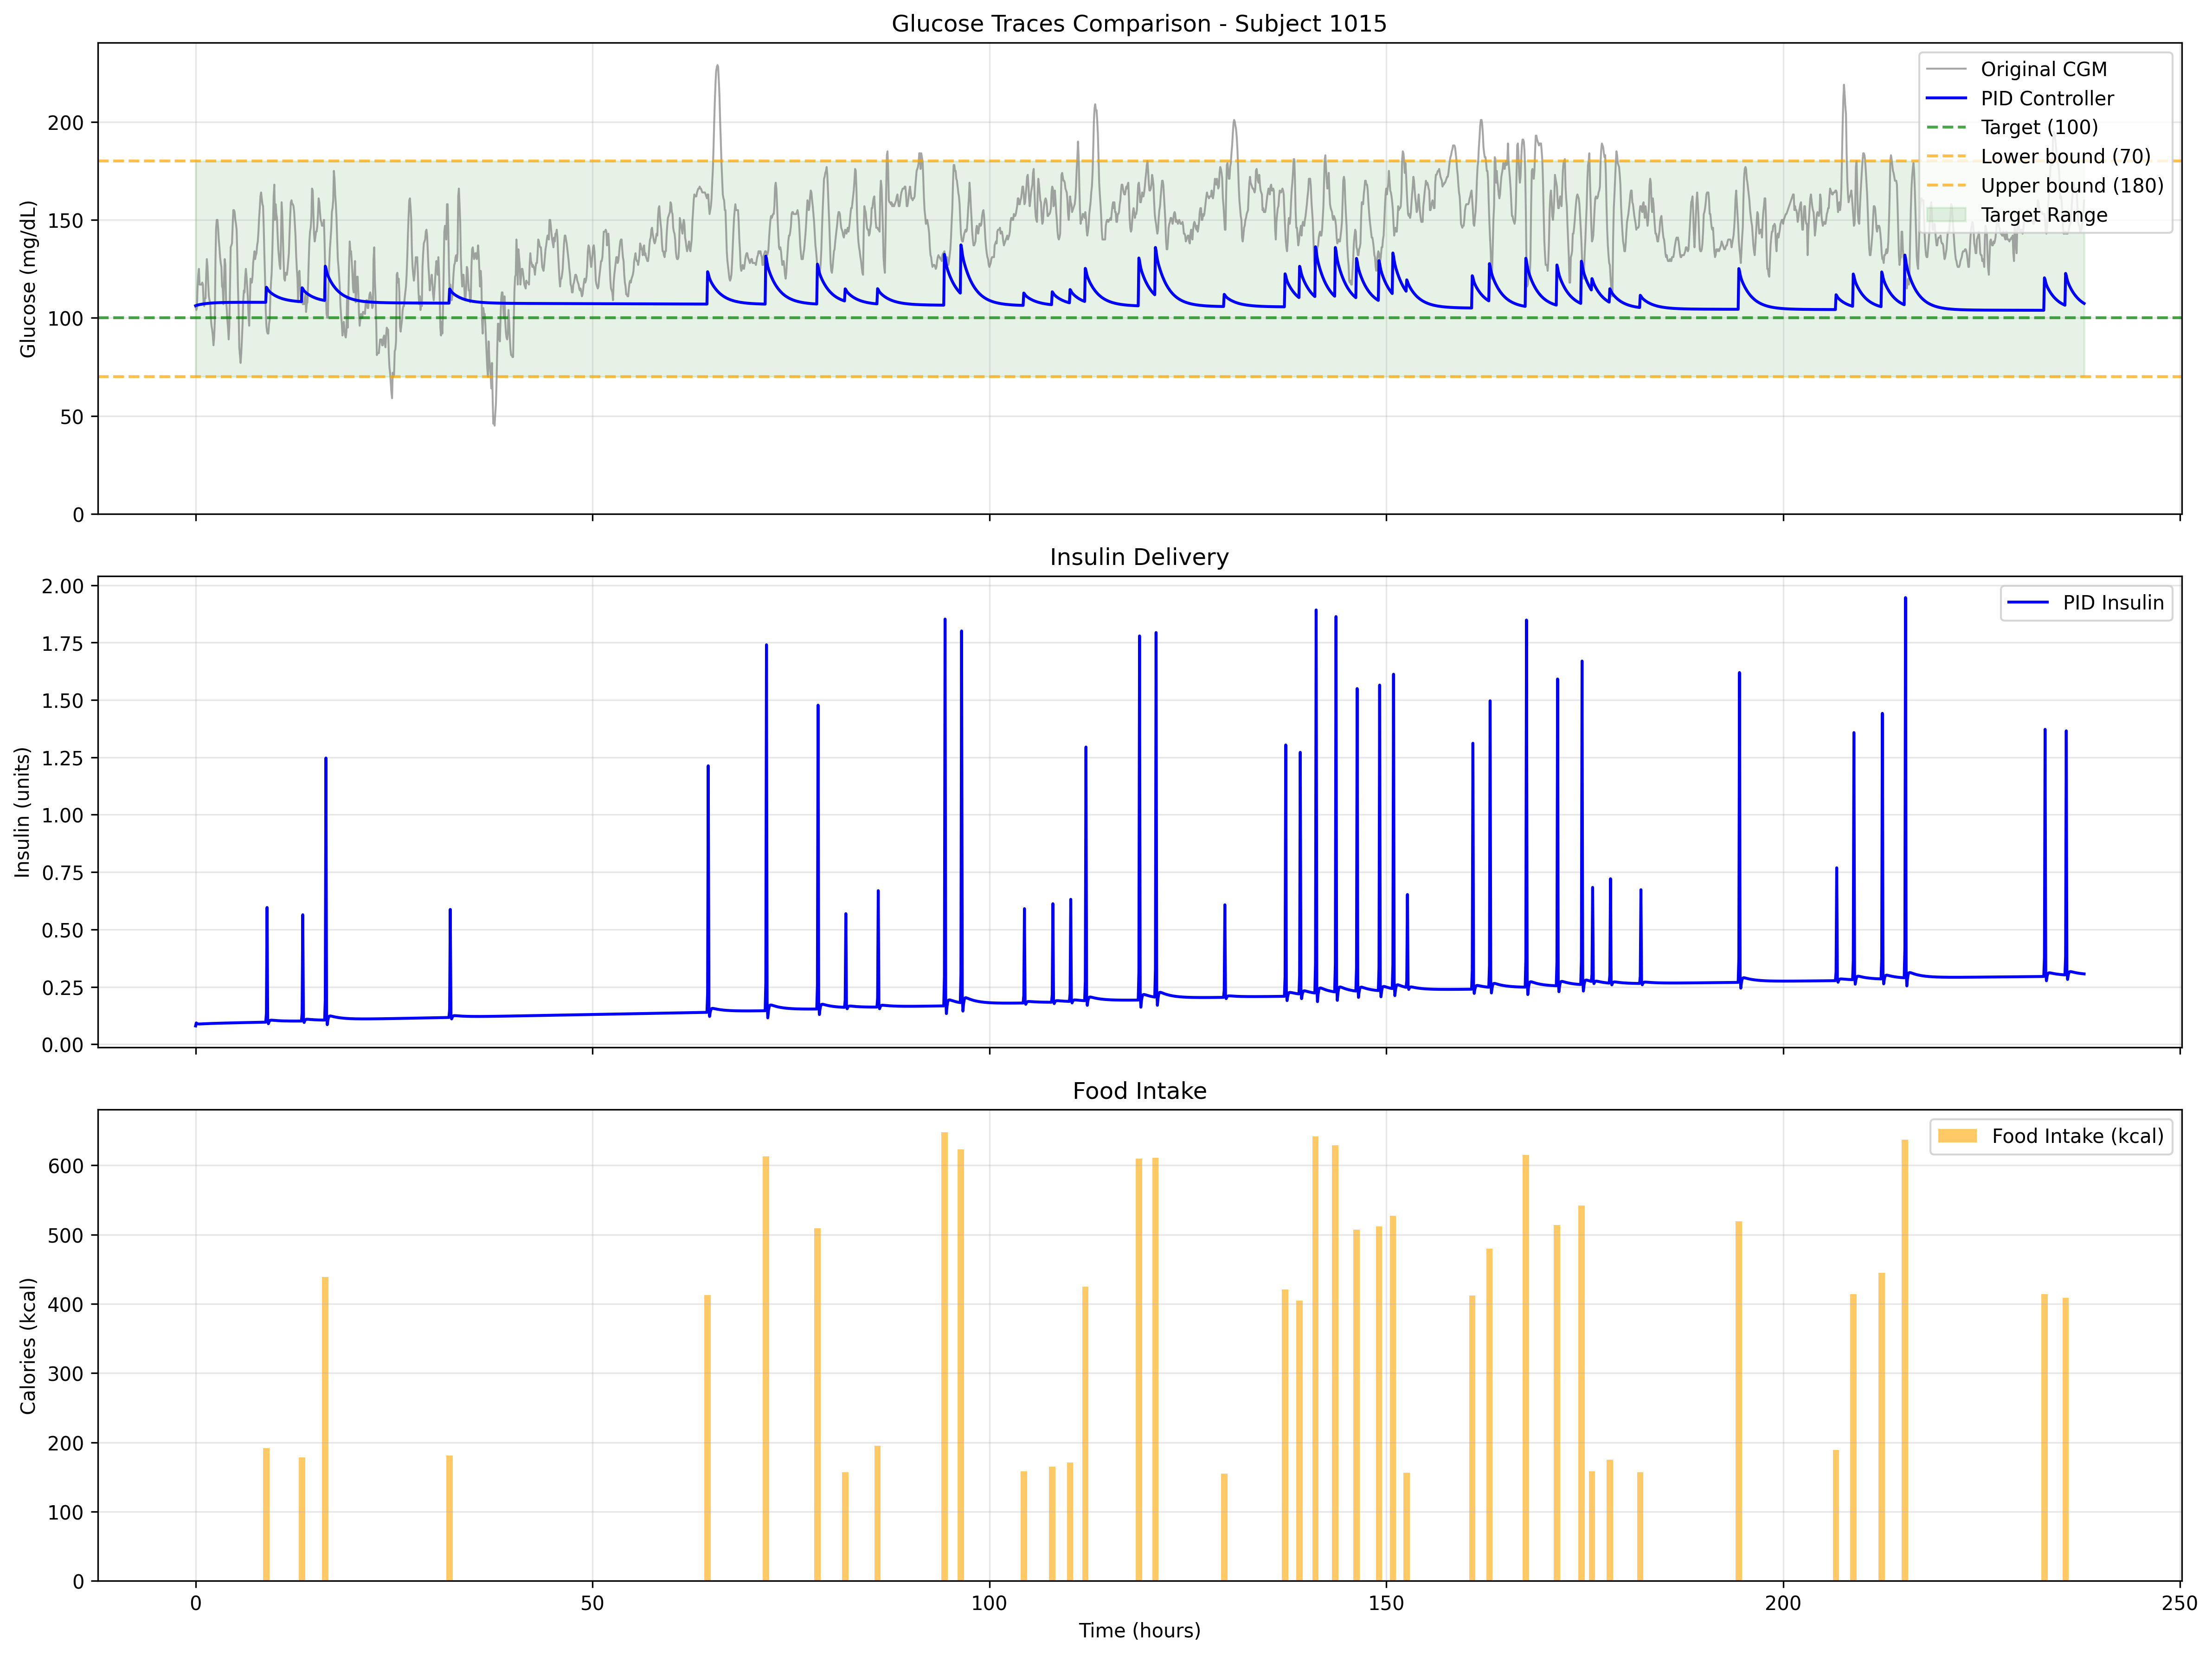 Glucose Traces Comparison - Subject 1015
Glucose (mg/dL)
200
150
100
50
0
Original CGM
PID Controller
Target (100)
Lower bound (70)
Upper bound (180)
Target Range
Insulin Delivery
Insulin (units)
2.00
1.75
1.50
1.25
1.00
0.75
0.50
0.25
0.00
PID Insulin
Food Intake
Calories (kcal)
600
500
400
300
200
100
0
Food Intake (kcal)
0
50
100
150
200
250
Time (hours)